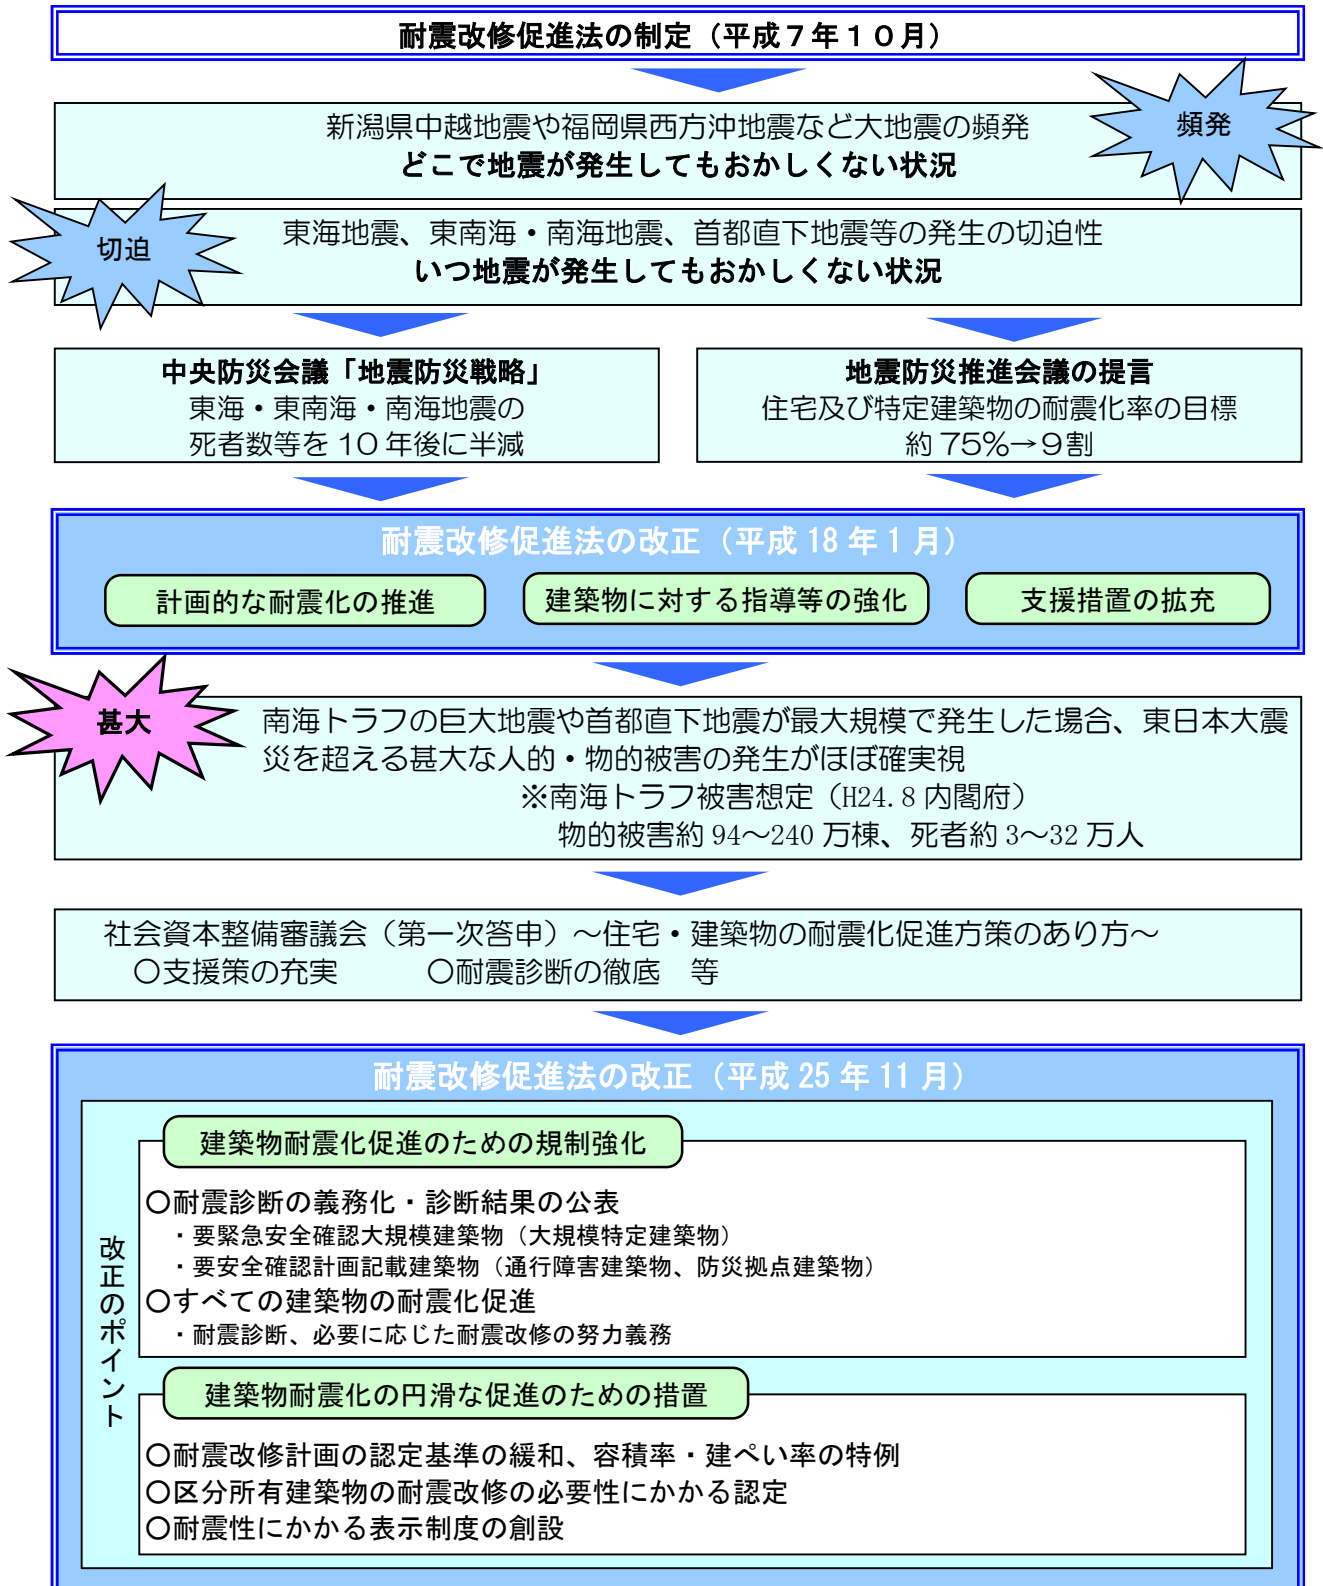 耐震改修促進法の制定（平成７年１０月）
新潟県中越地震や福岡県西方沖地震など大地震の頻発
どこで地震が発生してもおかしくない状況
頻発
切迫
東海地震、東南海・南海地震、首都直下地震等の発生の切迫性
いつ地震が発生してもおかしくない状況
中央防災会議「地震防災戦略」
東海・東南海・南海地震の
死者数等を10年後に半減
地震防災推進会議の提言
住宅及び特定建築物の耐震化率の目標
約75%→９割
耐震改修促進法の改正（平成18年1月）
計画的な耐震化の推進
建築物に対する指導等の強化
支援措置の拡充
甚大
南海トラフの巨大地震や首都直下地震が最大規模で発生した場合、東日本大震
災を超える甚大な人的・物的被害の発生がほぼ確実視
※南海トラフ被害想定（H24.8内閣府）
物的被害約94～240万棟、死者約3～32万人
社会資本整備審議会（第一次答申）～住宅・建築物の耐震化促進方策のあり方～
○支援策の充実　　　○耐震診断の徹底　等
耐震改修促進法の改正（平成25年11月）
改正のポイント
建築物耐震化促進のための規制強化
○耐震診断の義務化・診断結果の公表
・要緊急安全確認大規模建築物（大規模特定建築物）
・要安全確認計画記載建築物（通行障害建築物、防災拠点建築物）
○すべての建築物の耐震化促進
・耐震診断、必要に応じた耐震改修の努力義務
建築物耐震化の円滑な促進のための措置
○耐震改修計画の認定基準の緩和、容積率・建ぺい率の特例
○区分所有建築物の耐震改修の必要性にかかる認定
○耐震性にかかる表示制度の創設